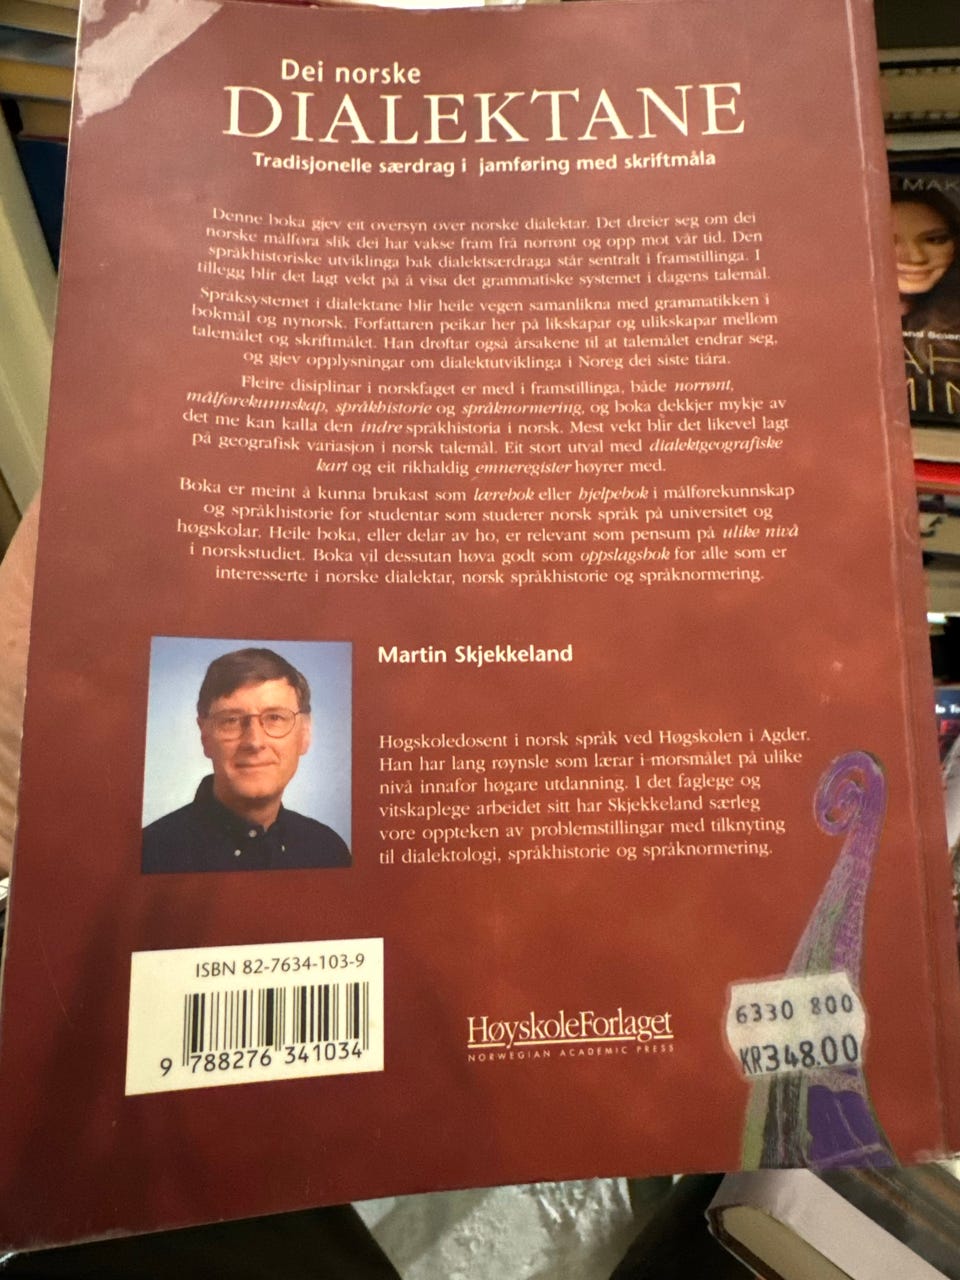 Dei norske
DIALEKTANE
Tradisjonelle særdrag i jamføring med skriftmåla
Denne boka gjev eit oversyn over norske dialektar. Det dreier seg om dei
norske målføra slik dei har vakse fram frå norrønt og opp mot vår tid. Den
språkhistoriske utviklinga bak dialektsærdraga står sentralt i framstillinga. I
tillegg blir det lagt vekt på å visa det grammatiske systemet i dagens talemål.
Språksystemet i dialektane blir heile vegen samanlikna med grammatikken i
bokmål og nynorsk. Forfattaren peikar her på likskapar og ulikskapar mellom
talemålet og skriftmålet. Han drøftar også årsakene til at talemålet endrar seg,
og gjev opplysningar om dialektutviklinga i Noreg dei siste tiåra.
Fleire disiplinar i norskfaget er med i framstillinga, både norrønt,
målførekunnskap, språkhistorie og språknormering, og boka dekkjer mykje av
det me kan kalla den indre språkhistoria i norsk. Mest vekt blir det likevel lagt
på geografisk variasjon i norsk talemål. Eit stort utval med dialektgeografiske
kart og eit rikhaldig emneregister høyrer med.
Boka er meint å kunna brukast som lærebok eller hjelpebok i målførekunnskap
og språkhistorie for studentar som studerer norsk språk på universitet og
høgskolar. Heile boka, eller delar av ho, er relevant som pensum på ulike nivå
i norskstudiet. Boka vil dessutan høva godt som oppslagsbok for alle som er
interesserte i norske dialektar, norsk språkhistorie og språknormering.
Martin Skjekkeland
Høgskoledosent i norsk språk ved Høgskolen i Agder.
Han har lang røynsle som lærar i morsmålet på ulike
nivå innafor høgare utdanning. I det faglege og
vitskaplege arbeidet sitt har Skjekkeland særleg
vore oppteken av problemstillingar med tilknyting
til dialektologi, språkhistorie og språknormering.
ISBN 82-7634-103-9
9 788276 341034
HøyskoleForlaget
NORWEGIAN ACADEMIC PRESS
6330 800
KR348.00